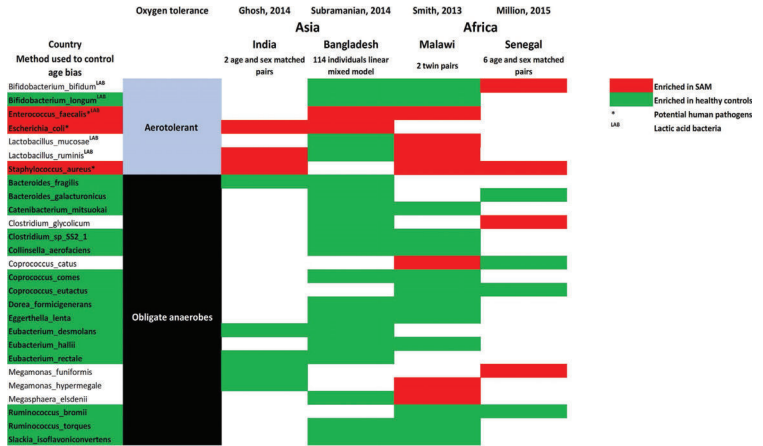 Oxygen tolerance Ghosh, 2014 Subramanian, 2014 Smith, 2013 Million, 2015
Asia Africa
Country India Bangladesh Malawi Senegal
Method used to control age bias 2 age and sex matched pairs 114 individuals linear mixed model 2 twin pairs 6 age and sex matched pairs
Bifidobacterium_bifidum LAB
Bifidobacterium_longum LAB
Enterococcus_faecalis* LAB
Escherichia_coli*
Aerotolerant
Lactobacillus_mucosae LAB
Lactobacillus_ruminis LAB
Staphylococcus_aureus*
Bacteroides_fragilis
Bacteroides_galacturonicus
Catenibacterium_mitsuokai
Clostridium_glycolicum
Clostridium_sp_SS2_1
Collinsella_aerofaciens
Coprococcus_catus
Coprococcus_comes
Coprococcus_eutactus
Dorea_formicigenerans
Obligate anaerobes
Eggerthella_lenta
Eubacterium_desmolans
Eubacterium_hallii
Eubacterium_rectale
Megamonas_funiformis
Megamonas_hypermegale
Megasphaera_elsdenii
Ruminococcus_bromii
Ruminococcus_torques
Slackia_isoflavoniconvertens
Enriched in SAM
Enriched in healthy controls
* Potential human pathogens
LAB Lactic acid bacteria